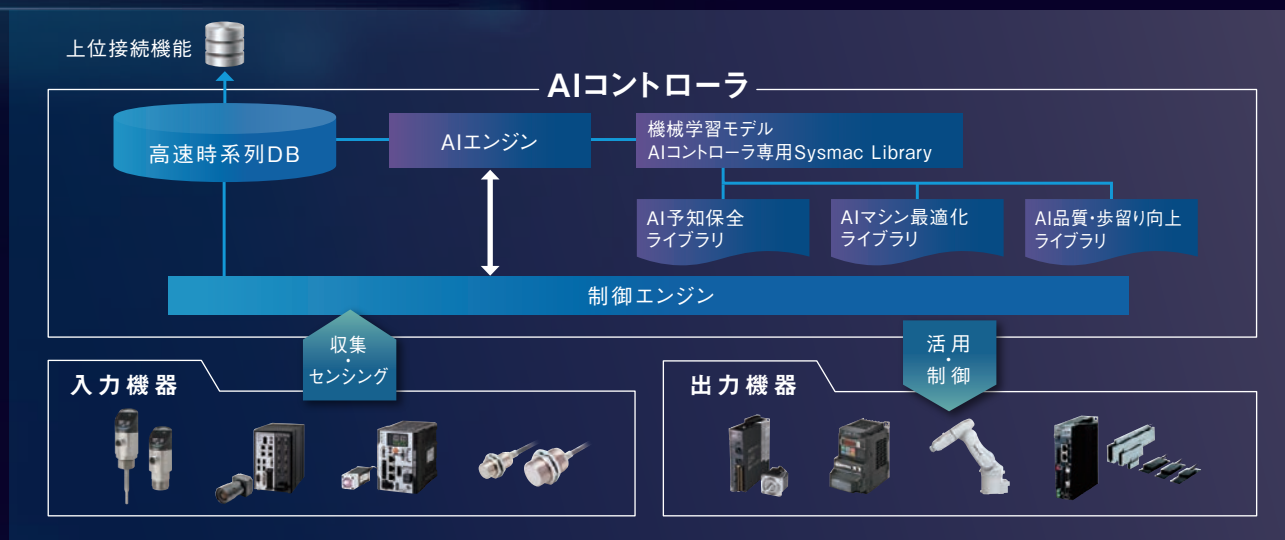 上位接続機能
AIコントローラ
高速時系列DB
AIエンジン
機械学習モデル
AIコントローラ専用Sysmac Library
AI予知保全
ライブラリ
AIマシン最適化
ライブラリ
AI品質・歩留り向上
ライブラリ
制御エンジン
収集
・
センシング
活用
・
制御
入力機器
出力機器